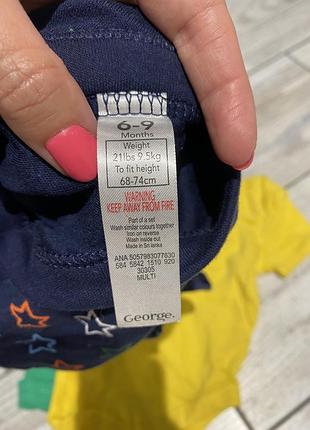 6-9
Months
Weight
21lbs 9.5kg
To fit height
68-74cm
WARNING
KEEP AWAY FROM FIRE
Part of a set
Wash similar colours together
Iron on reverse
Wash inside out
Made in Sri lanka
ANA 5057983077630
584 5842 1510 920
30305
MULTI
George.